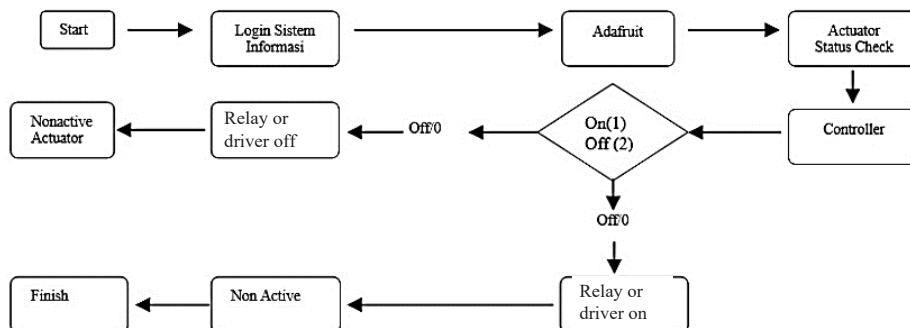 Start
Login Sistem
Informasi
Adafruit
Actuator
Status Check
Controller
On(1)
Off (2)
Off/0
Relay or
driver off
Nonactive
Actuator
Off/0
Relay or
driver on
Non Active
Finish